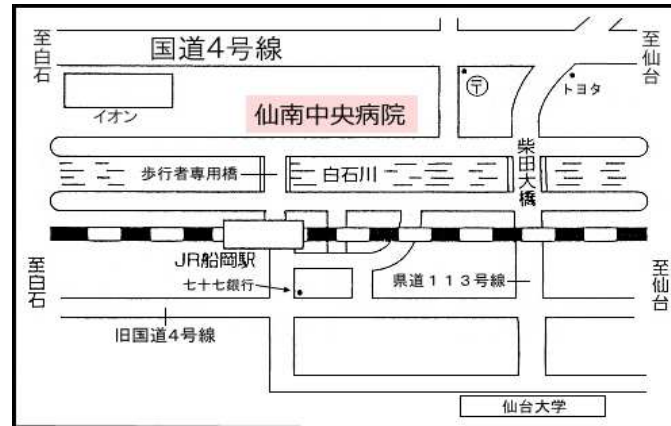 至白石
国道4号線
至仙台
イオン
〒
トヨタ
仙南中央病院
柴田大橋
歩行者専用橋
白石川
JR船岡駅
至白石
七十七銀行
県道113号線
至仙台
旧国道4号線
仙台大学